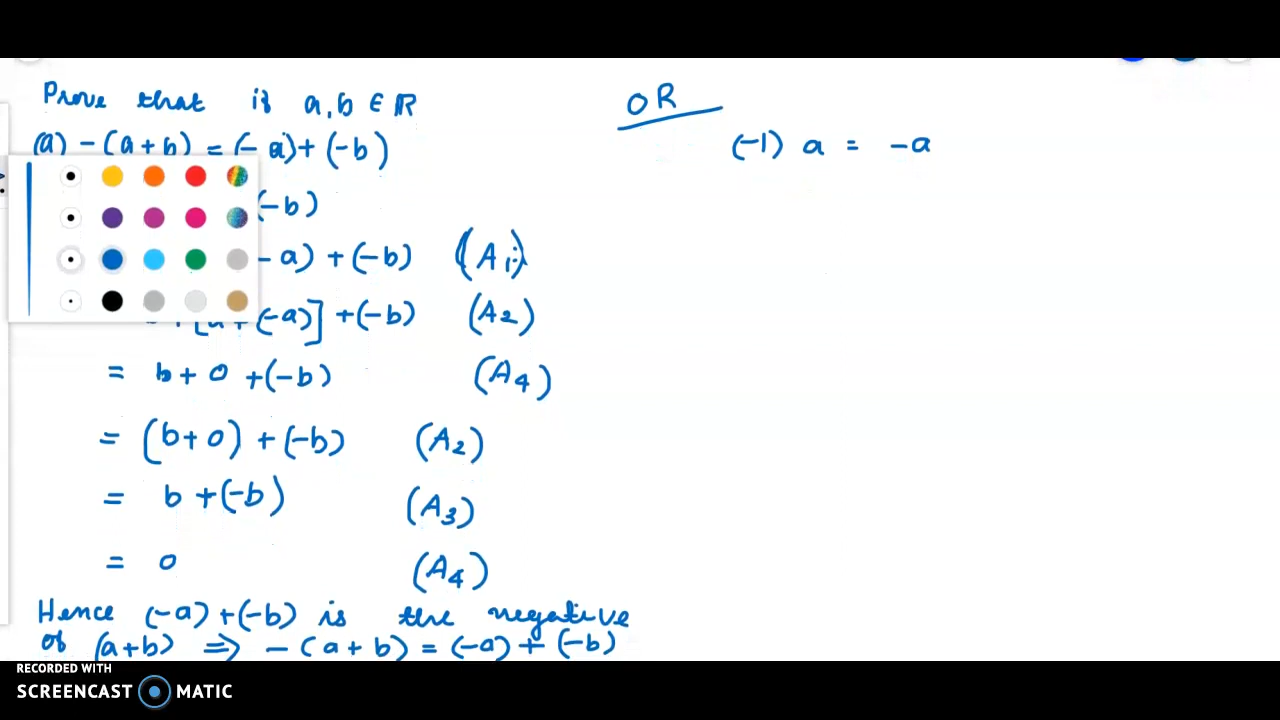 Prove that if a, b ∈ ℝ
(a) -(a+b) = (-a)+(-b)
(-b)
-a) + (-b) (A1)
[a+(-a)] +(-b) (A2)
= b + 0 +(-b) (A4)
= (b+0) + (-b) (A2)
= b +(-b) (A3)
= 0 (A4)
Hence (-a)+(-b) is the negative
of (a+b) ⇒ -(a+b) = (-a)+(-b)
OR
(-1) a = -a
RECORDED WITH
SCREENCAST MATIC